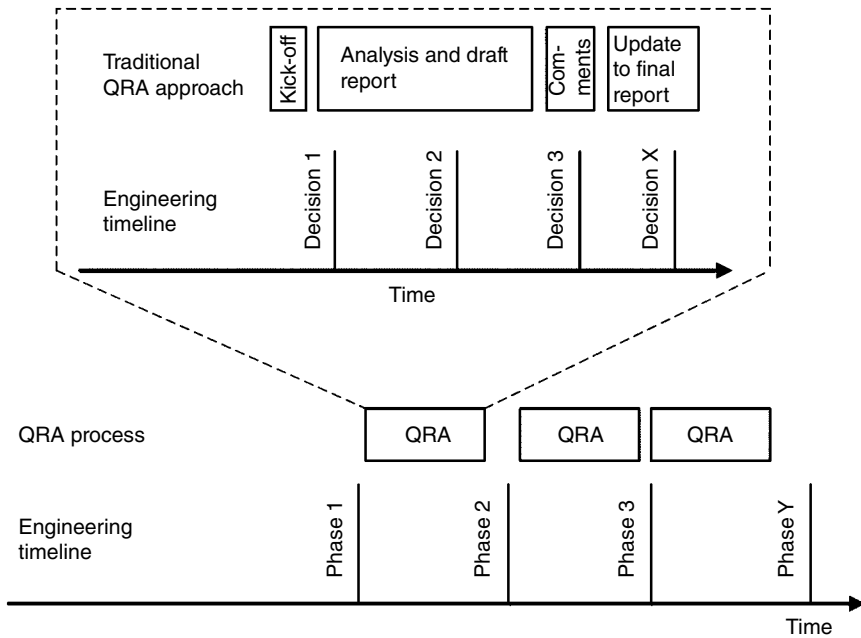 Traditional
QRA approach
Kick-off
Analysis and draft
report
Com-
ments
Update
to final
report
Engineering
timeline
Decision 1
Decision 2
Decision 3
Decision X
Time
QRA process
QRA
QRA
QRA
Engineering
timeline
Phase 1
Phase 2
Phase 3
Phase Y
Time